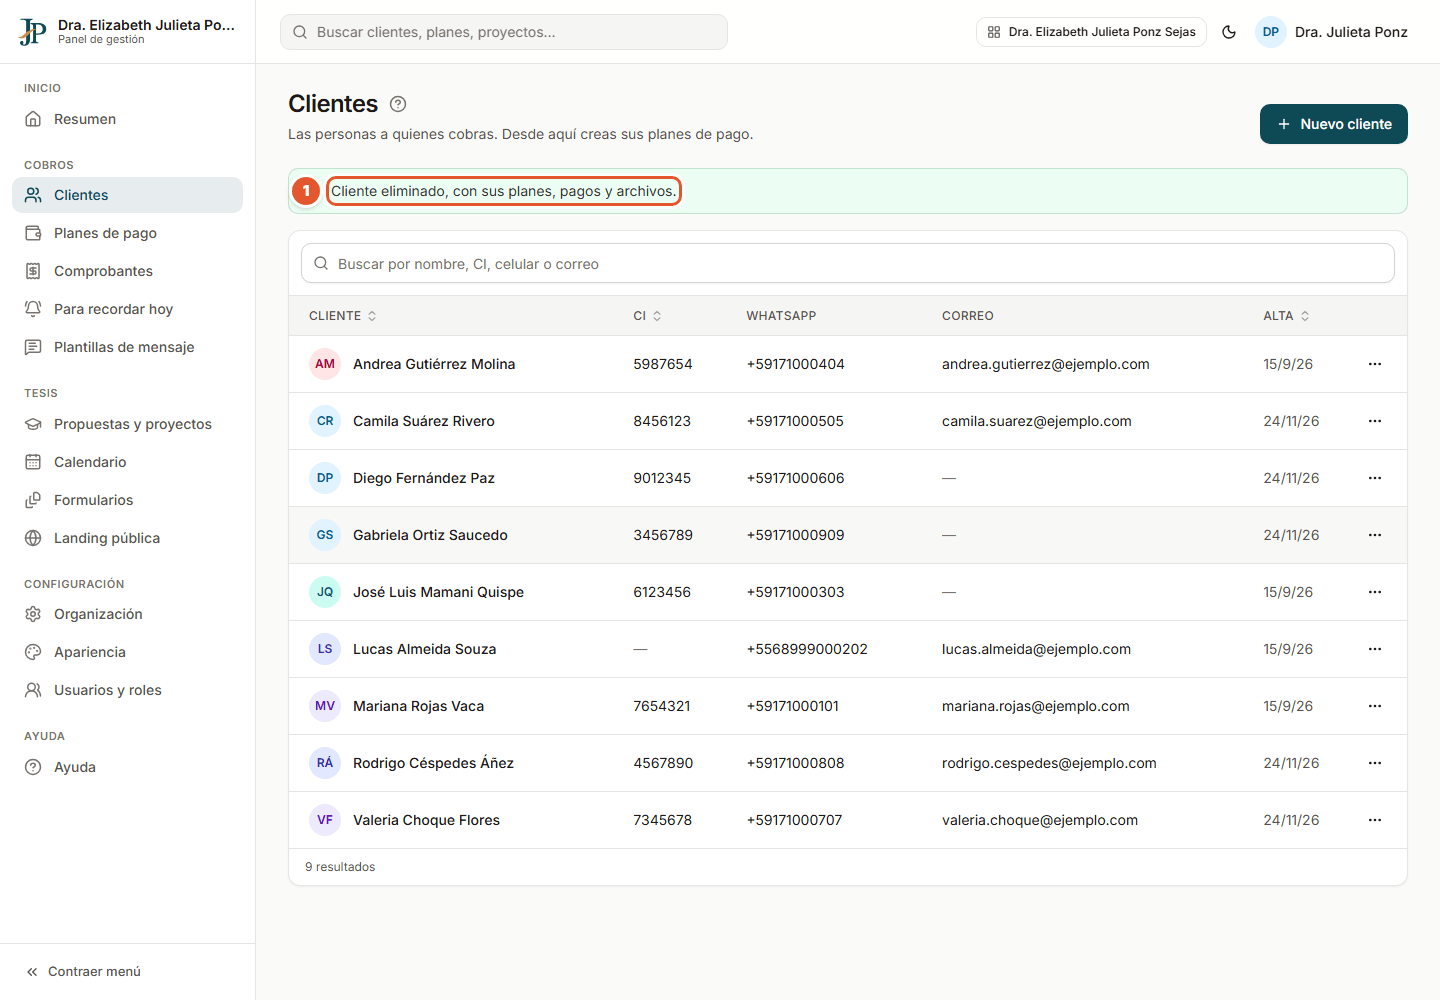 JP
Dra. Elizabeth Julieta Po...
Panel de gestión
Buscar clientes, planes, proyectos...
Dra. Elizabeth Julieta Ponz Sejas
DP
Dra. Julieta Ponz
INICIO
Resumen
COBROS
Clientes
Planes de pago
Comprobantes
Para recordar hoy
Plantillas de mensaje
TESIS
Propuestas y proyectos
Calendario
Formularios
Landing pública
CONFIGURACIÓN
Organización
Apariencia
Usuarios y roles
AYUDA
Ayuda
Contraer menú
Clientes
Las personas a quienes cobras. Desde aquí creas sus planes de pago.
+ Nuevo cliente
1 Cliente eliminado, con sus planes, pagos y archivos.
Buscar por nombre, CI, celular o correo
CLIENTE CI WHATSAPP CORREO ALTA
AM Andrea Gutiérrez Molina 5987654 +59171000404 andrea.gutierrez@ejemplo.com 15/9/26 ...
CR Camila Suárez Rivero 8456123 +59171000505 camila.suarez@ejemplo.com 24/11/26 ...
DP Diego Fernández Paz 9012345 +59171000606 — 24/11/26 ...
GS Gabriela Ortiz Saucedo 3456789 +59171000909 — 24/11/26 ...
JQ José Luis Mamani Quispe 6123456 +59171000303 — 15/9/26 ...
LS Lucas Almeida Souza — +5568999000202 lucas.almeida@ejemplo.com 15/9/26 ...
MV Mariana Rojas Vaca 7654321 +59171000101 mariana.rojas@ejemplo.com 15/9/26 ...
RÁ Rodrigo Céspedes Áñez 4567890 +59171000808 rodrigo.cespedes@ejemplo.com 24/11/26 ...
VF Valeria Choque Flores 7345678 +59171000707 valeria.choque@ejemplo.com 24/11/26 ...
9 resultados